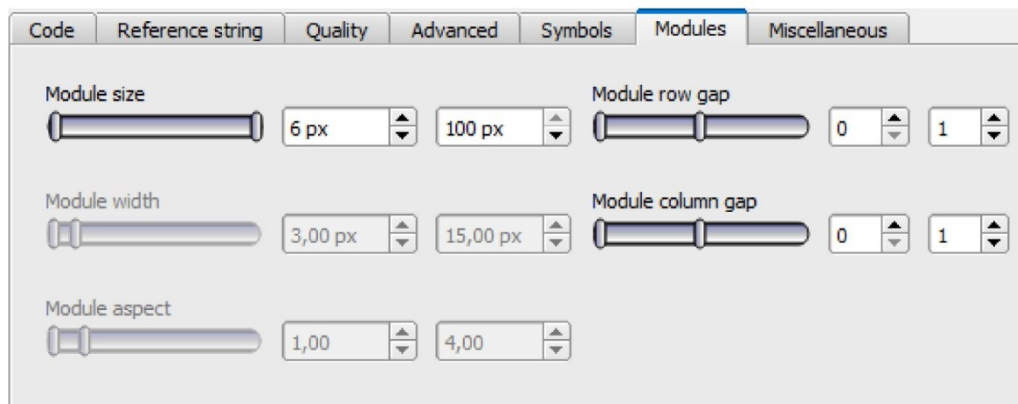 Code Reference string Quality Advanced Symbols Modules Miscellaneous
Module size
6 px 100 px
Module row gap
0 1
Module width
3,00 px 15,00 px
Module column gap
0 1
Module aspect
1,00 4,00